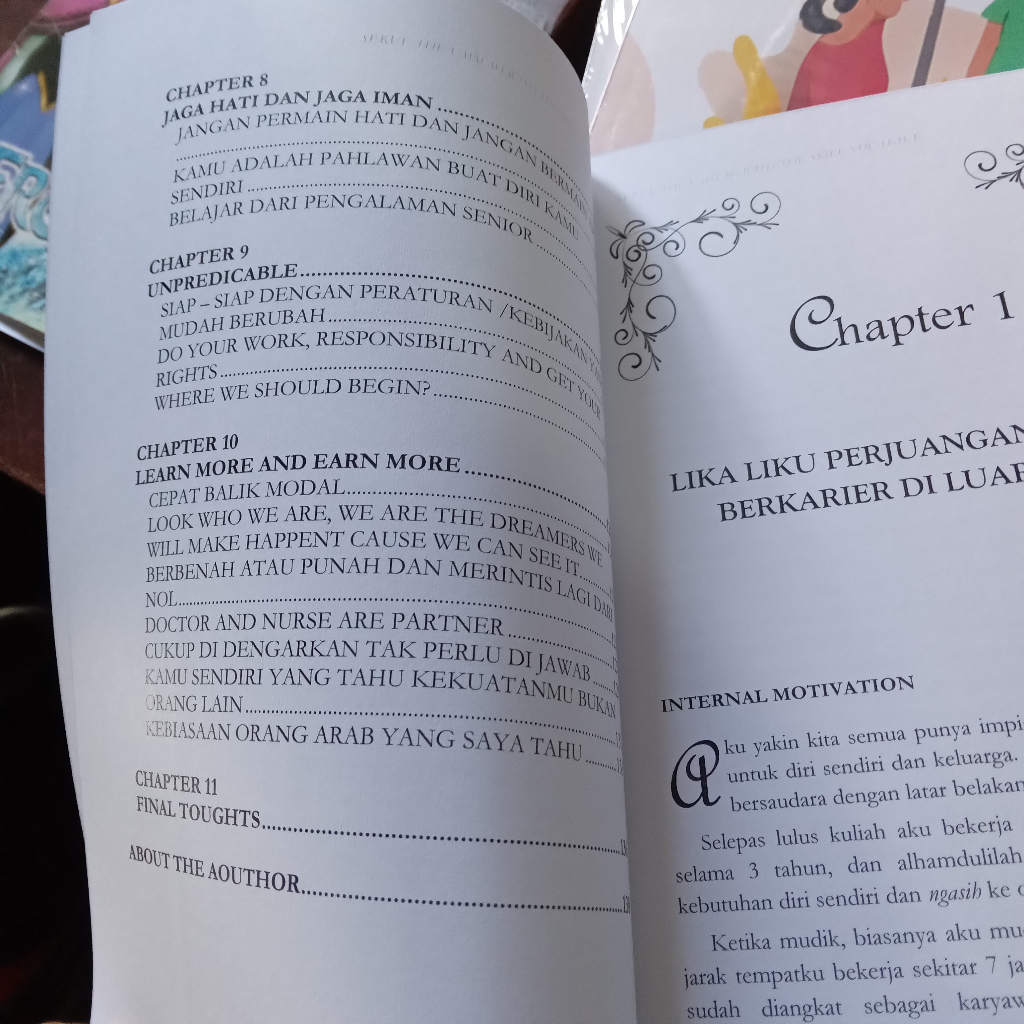 CHAPTER 8
JAGA HATI DAN JAGA IMAN
JANGAN PERMAIN HATI DAN JANGAN BERMAIN
KAMU ADALAH PAHLAWAN BUAT DIRI KAMU
SENDIRI
BELAJAR DARI PENGALAMAN SENIOR
CHAPTER 9
UNPREDICABLE
SIAP – SIAP DENGAN PERATURAN /KEBIJAKAN
MUDAH BERUBAH
DO YOUR WORK, RESPONSIBILITY AND GET YOUR
RIGHTS
WHERE WE SHOULD BEGIN?
CHAPTER 10
LEARN MORE AND EARN MORE
CEPAT BALIK MODAL
LOOK WHO WE ARE, WE ARE THE DREAMERS WE
WILL MAKE HAPPENT CAUSE WE CAN SEE IT
BERBENAH ATAU PUNAH DAN MERINTIS LAGI DARI
NOL
DOCTOR AND NURSE ARE PARTNER
CUKUP DI DENGARKAN TAK PERLU DI JAWAB
KAMU SENDIRI YANG TAHU KEKUATANMU BUKAN
ORANG LAIN
KEBIASAAN ORANG ARAB YANG SAYA TAHU
CHAPTER 11
FINAL TOUGHTS
ABOUT THE AOUTHOR
Chapter 1
LIKA LIKU PERJUANGAN
BERKARIER DI LUAR
INTERNAL MOTIVATION
Aku yakin kita semua punya
untuk diri sendiri dan keluarga.
bersaudara dengan latar
Selepas lulus kuliah aku bekerja
selama 3 tahun, dan alhamdulilah
kebutuhan diri sendiri dan ngasih ke
Ketika mudik, biasanya aku
jarak tempatku bekerja sekitar 7
sudah diangkat sebagai